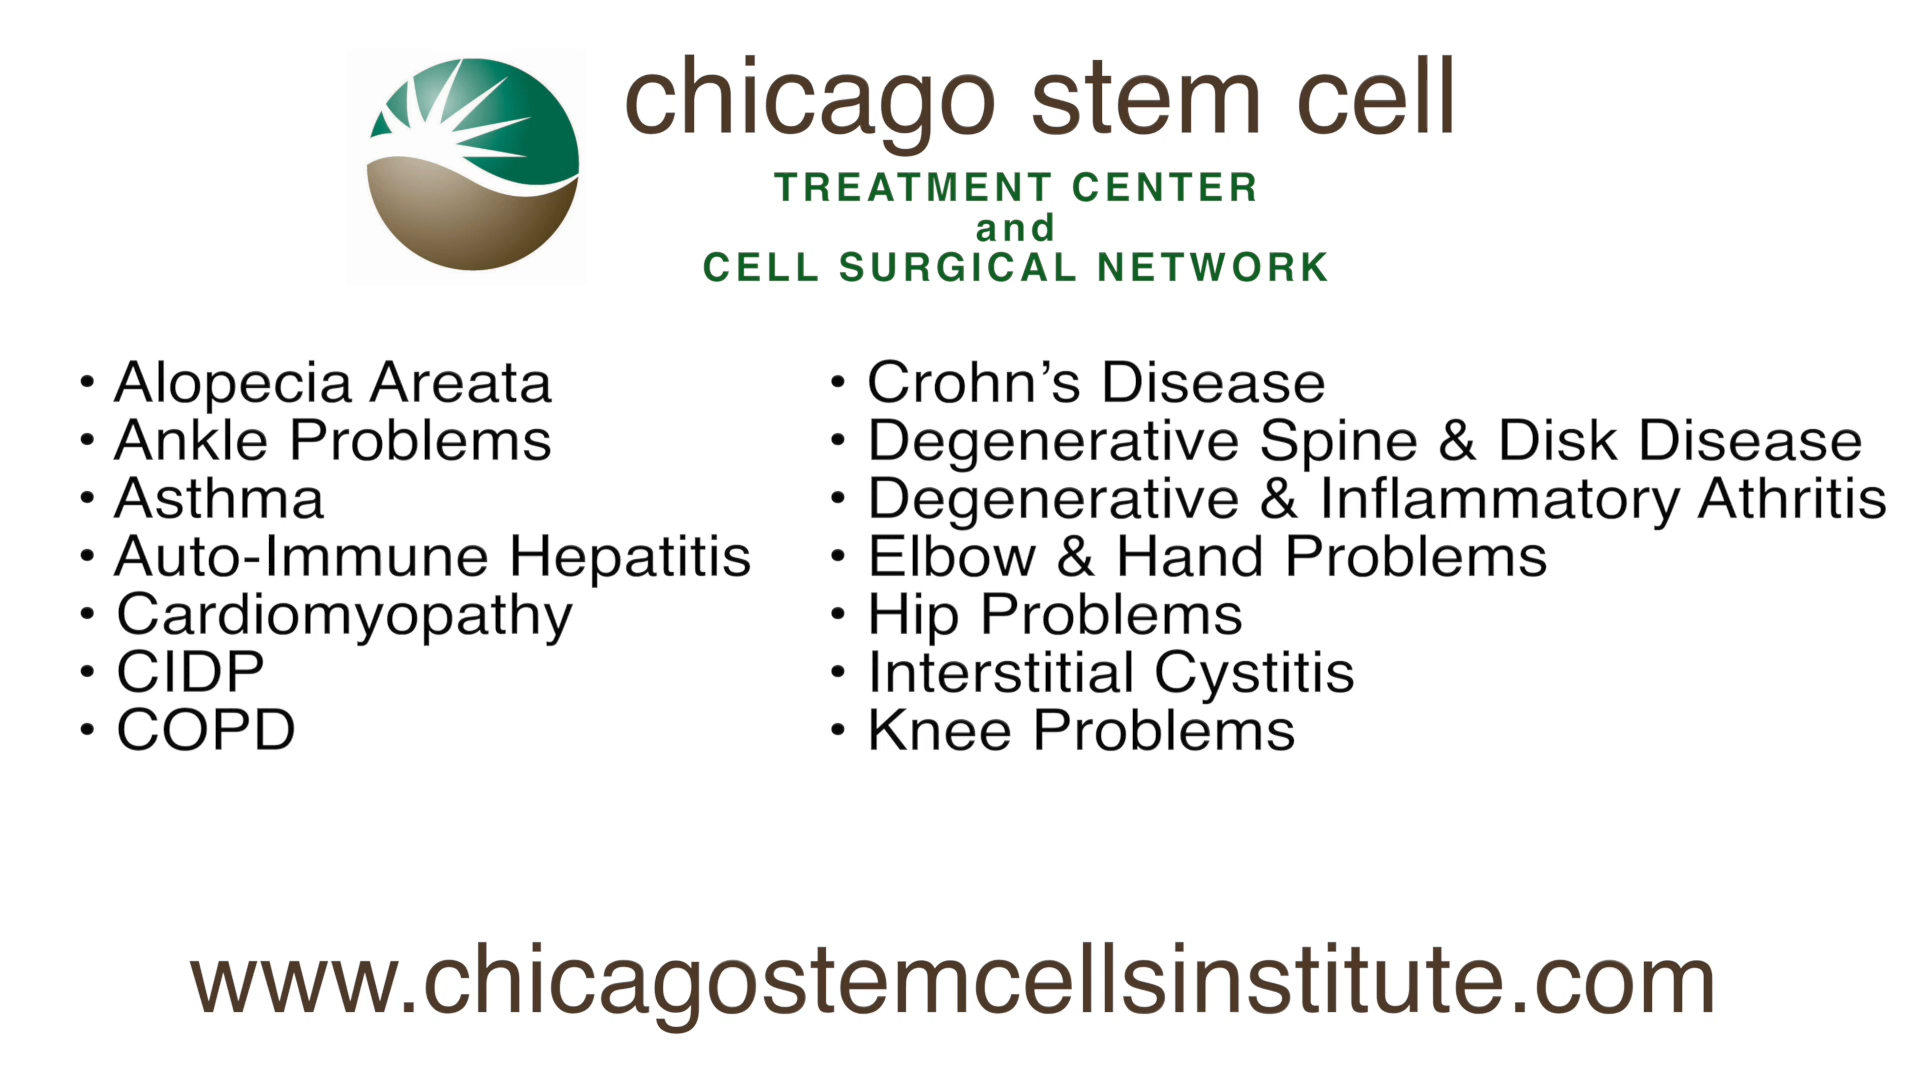 chicago stem cell
TREATMENT CENTER
and
CELL SURGICAL NETWORK
• Alopecia Areata
• Ankle Problems
• Asthma
• Auto-Immune Hepatitis
• Cardiomyopathy
• CIDP
• COPD
• Crohn’s Disease
• Degenerative Spine & Disk Disease
• Degenerative & Inflammatory Athritis
• Elbow & Hand Problems
• Hip Problems
• Interstitial Cystitis
• Knee Problems
www.chicagostemcellsinstitute.com